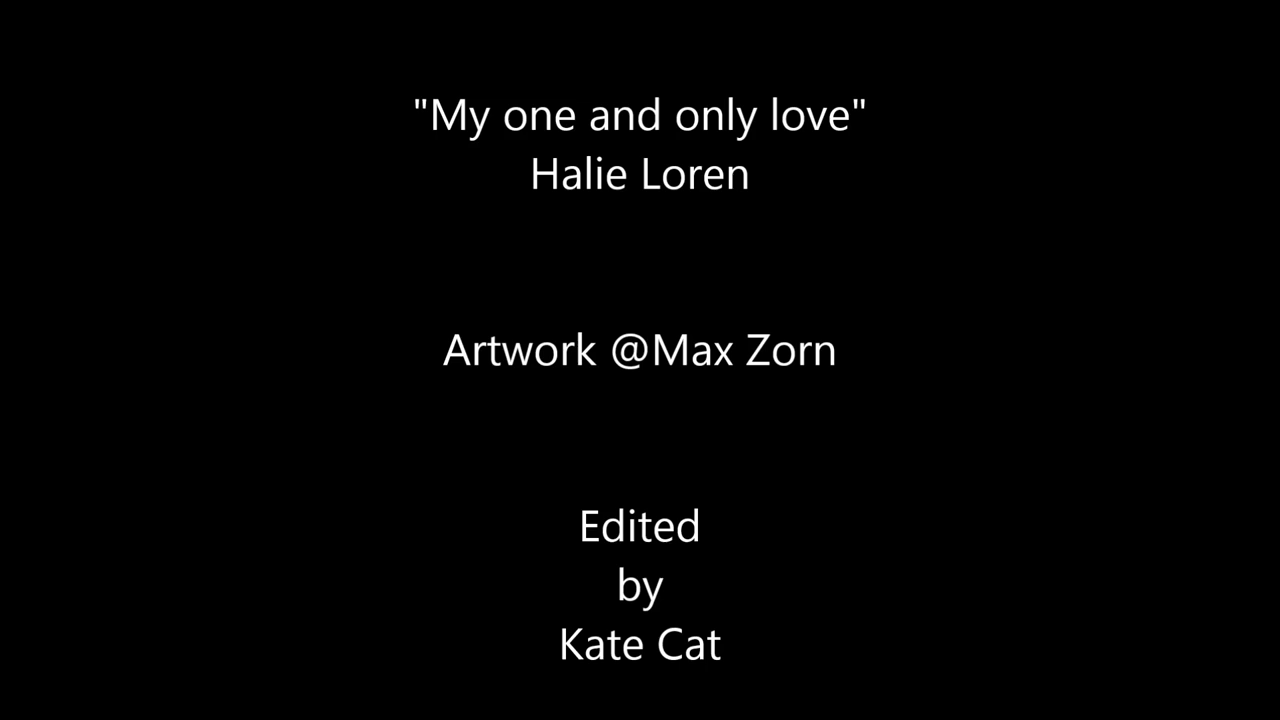 "My one and only love"
Halie Loren
Artwork @Max Zorn
Edited
by
Kate Cat